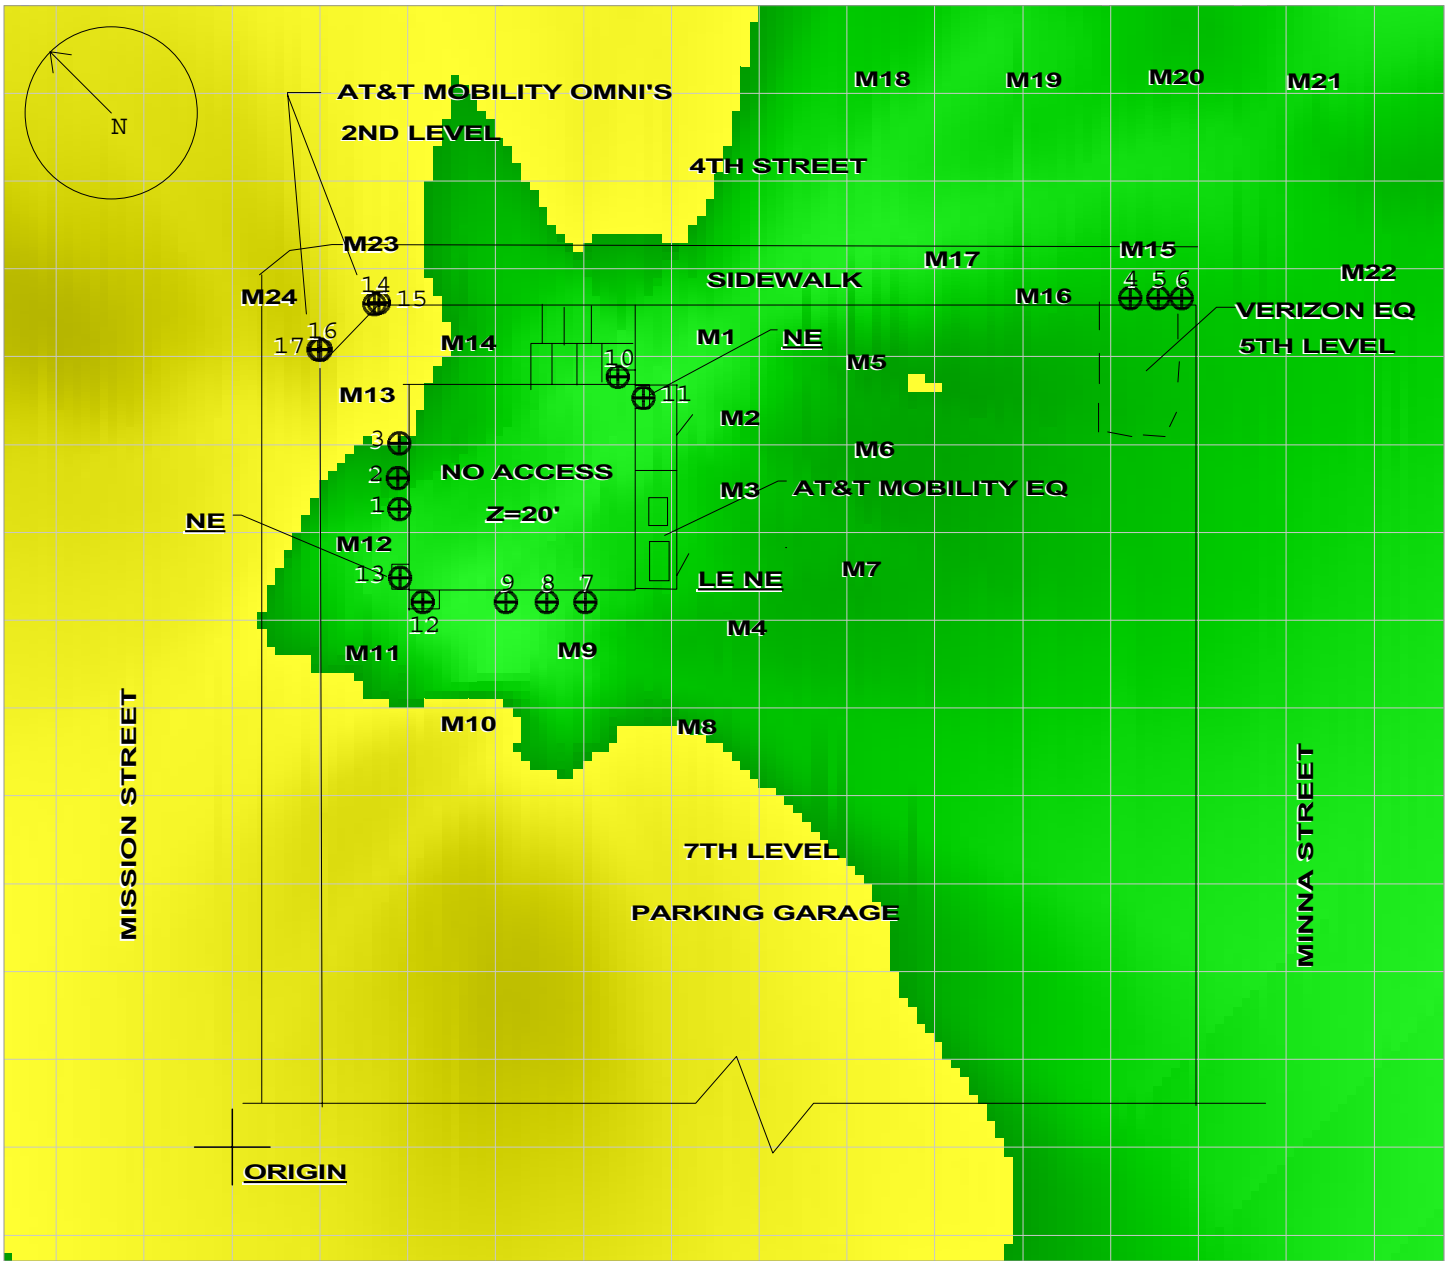 M18
M19
M20
M21
N
AT&T MOBILITY OMNI'S
2ND LEVEL
4TH STREET
M23
M17
M15
SIDEWALK
M22
M24
14
15
4
5
6
M16
VERIZON EQ
5TH LEVEL
16
17
M14
M1
NE
10
M5
M13
11
M2
3
M6
2
NO ACCESS
M3
AT&T MOBILITY EQ
1
Z=20'
NE
M12
13
9
8
7
LE NE
M7
12
M4
M11
M9
M10
M8
MISSION STREET
MINNA STREET
7TH LEVEL
PARKING GARAGE
ORIGIN